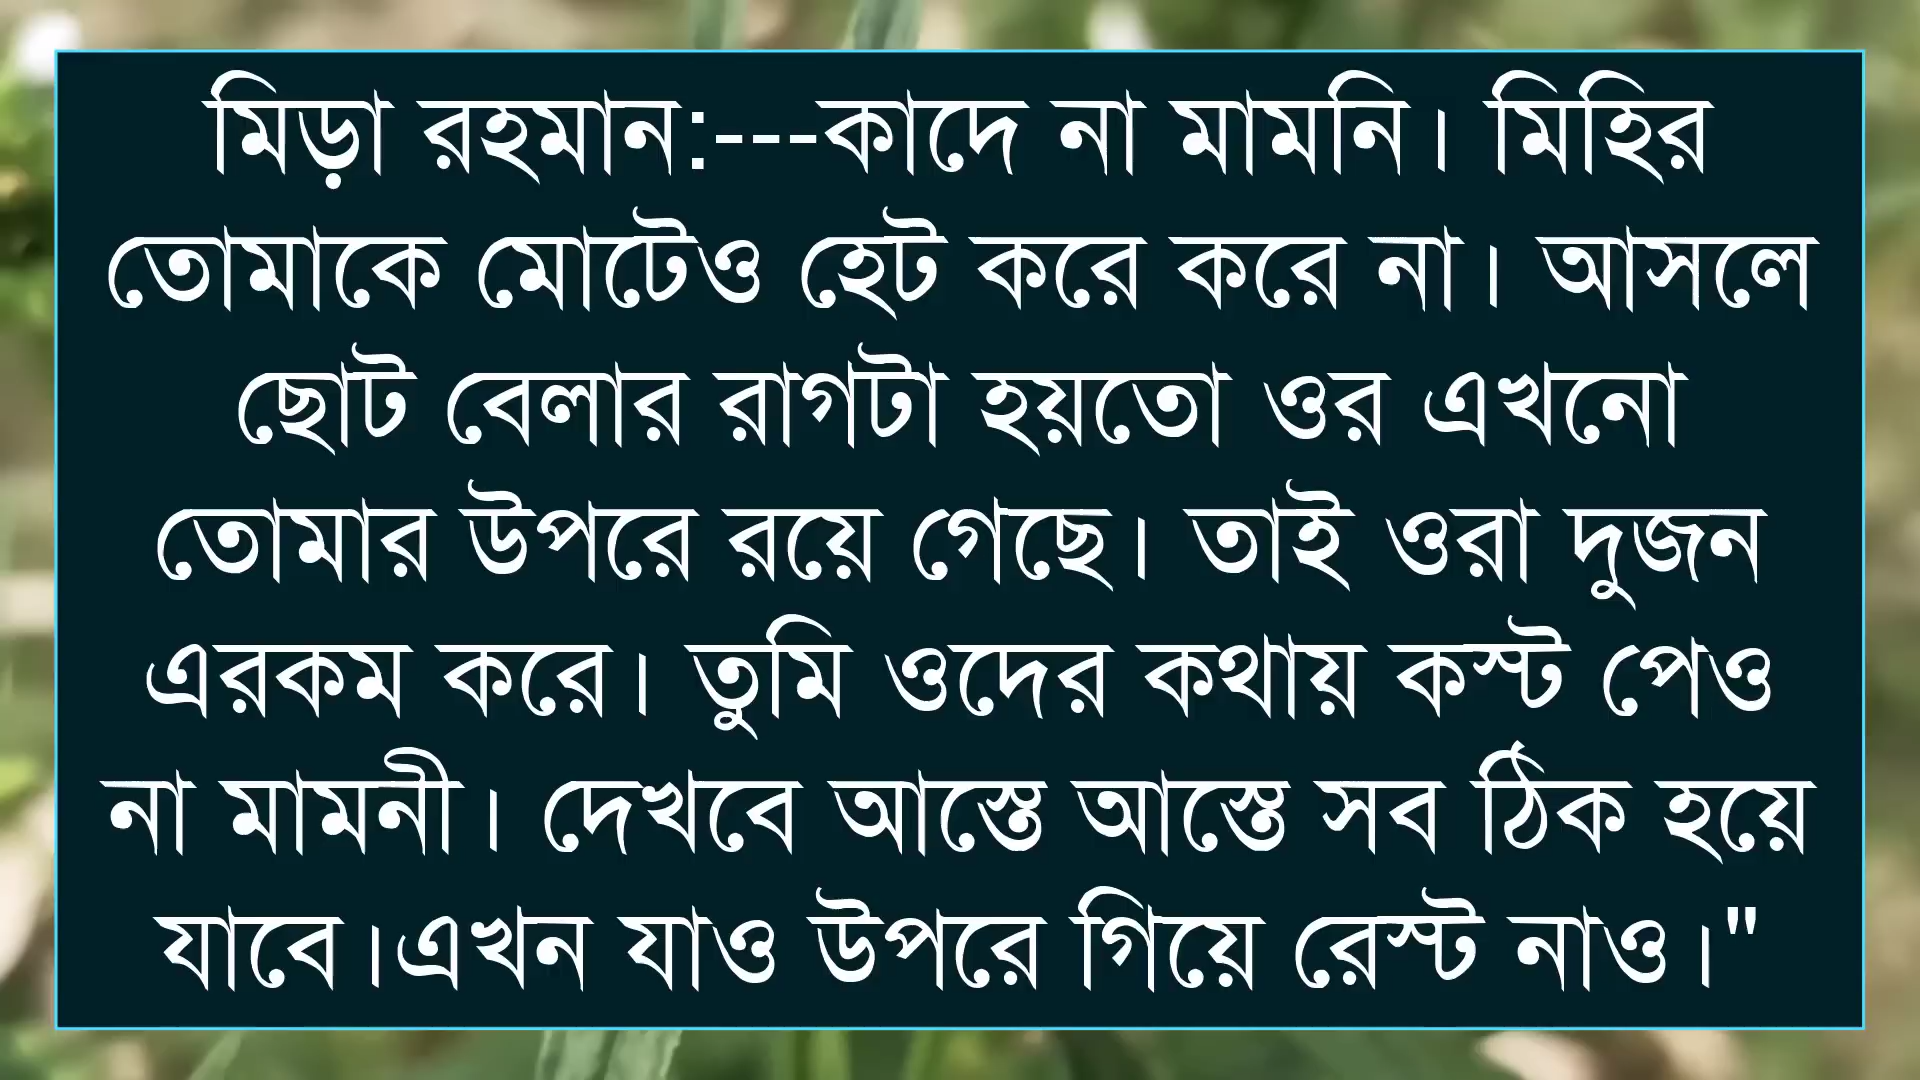 মিড়া রহমান:---কাদে না মামনি। মিহির
তোমাকে মোটেও হেট করে করে না। আসলে
ছোট বেলার রাগটা হয়তো ওর এখনো
তোমার উপরে রয়ে গেছে। তাই ওরা দুজন
এরকম করে। তুমি ওদের কথায় কস্ট পেও
না মামনী। দেখবে আস্তে আস্তে সব ঠিক হয়ে
যাবে।এখন যাও উপরে গিয়ে রেস্ট নাও।"